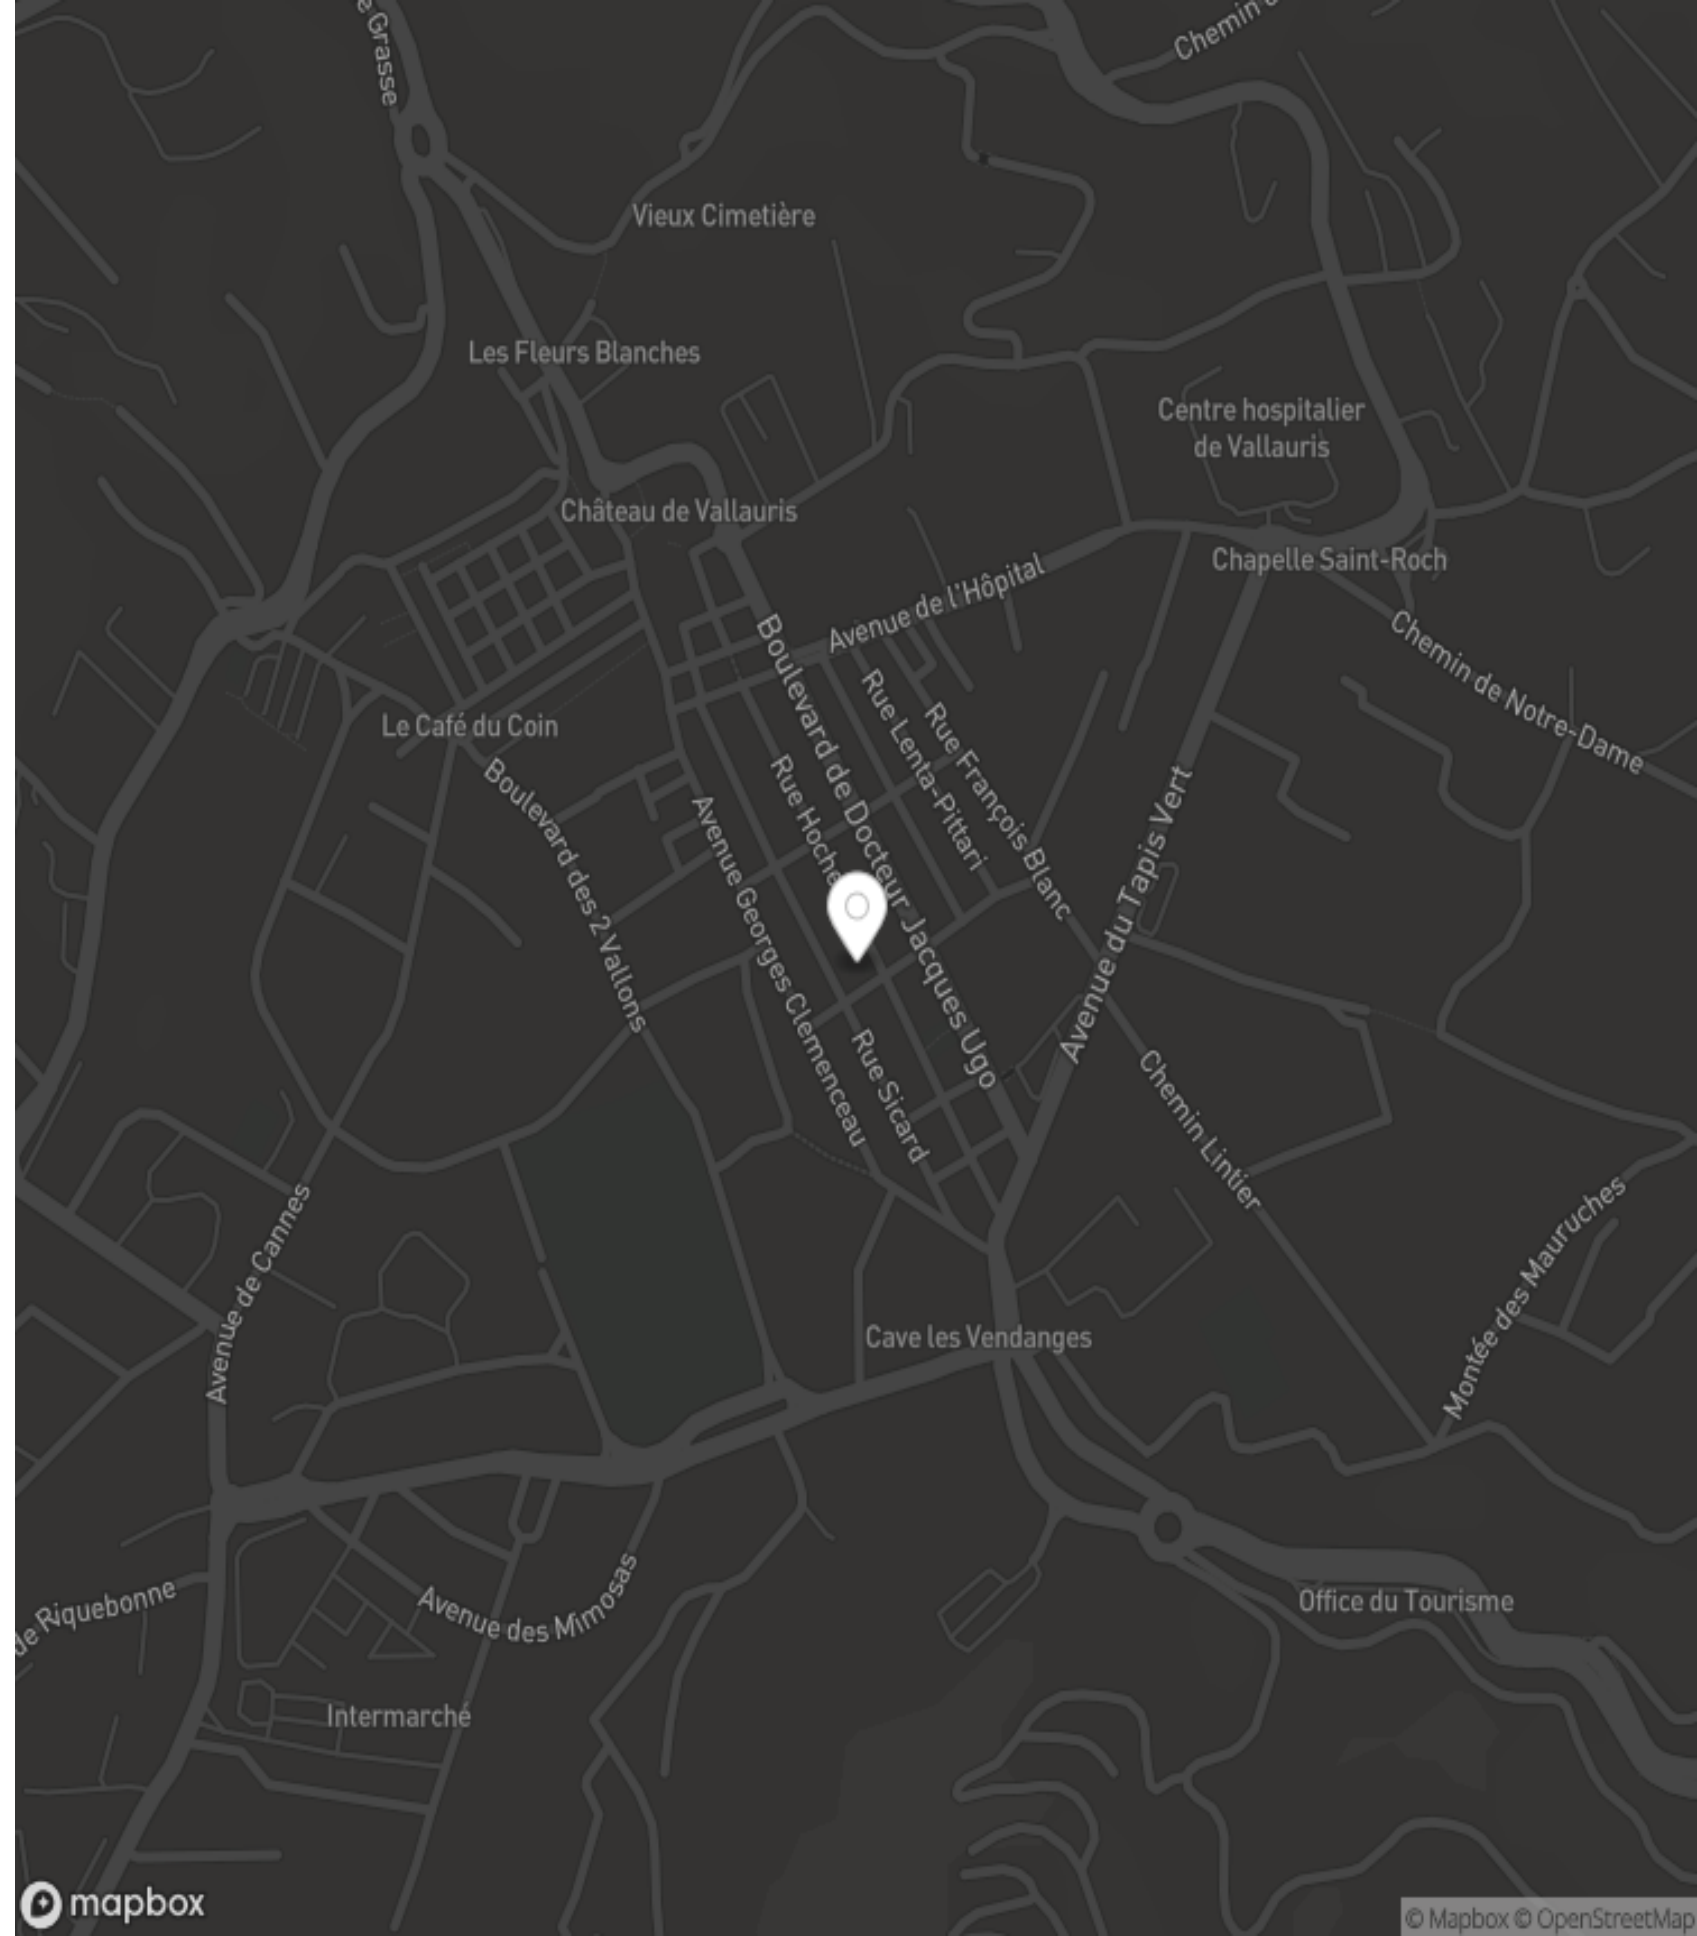 e Grasse
Chemin
Vieux Cimetière
Les Fleurs Blanches
Centre hospitalier
de Vallauris
Château de Vallauris
Chapelle Saint-Roch
Avenue de l'Hôpital
Chemin de Notre-Dame
Boulevard de Docteur Jacques Ugo
Rue Lenta-Pittari
Rue François Blanc
Le Café du Coin
Boulevard des 2 Vallons
Rue Hoche
Avenue Georges Clemenceau
Avenue du Tapis Vert
Rue Sicard
Chemin Lintier
Avenue de Cannes
Montée des Mauruches
Cave les Vendanges
de Riquebonne
Avenue des Mimosas
Office du Tourisme
Intermarché
mapbox
© Mapbox © OpenStreetMap